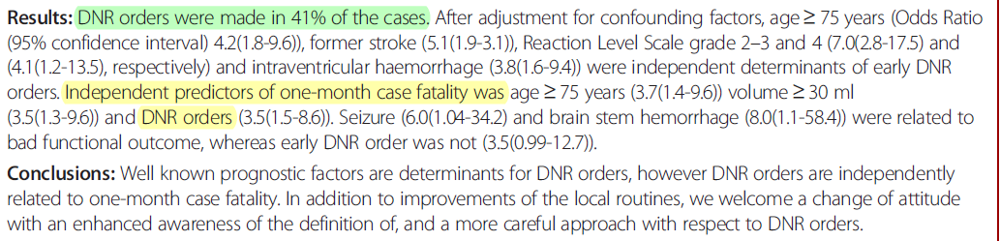 Results: DNR orders were made in 41% of the cases. After adjustment for confounding factors, age ≥ 75 years (Odds Ratio
(95% confidence interval) 4.2(1.8-9.6)), former stroke (5.1(1.9-3.1)), Reaction Level Scale grade 2–3 and 4 (7.0(2.8-17.5) and
(4.1(1.2-13.5), respectively) and intraventricular haemorrhage (3.8(1.6-9.4)) were independent determinants of early DNR
orders. Independent predictors of one-month case fatality was age ≥ 75 years (3.7(1.4-9.6)) volume ≥ 30 ml
(3.5(1.3-9.6)) and DNR orders (3.5(1.5-8.6)). Seizure (6.0(1.04-34.2) and brain stem hemorrhage (8.0(1.1-58.4)) were related to
bad functional outcome, whereas early DNR order was not (3.5(0.99-12.7)).
Conclusions: Well known prognostic factors are determinants for DNR orders, however DNR orders are independently
related to one-month case fatality. In addition to improvements of the local routines, we welcome a change of attitude
with an enhanced awareness of the definition of, and a more careful approach with respect to DNR orders.